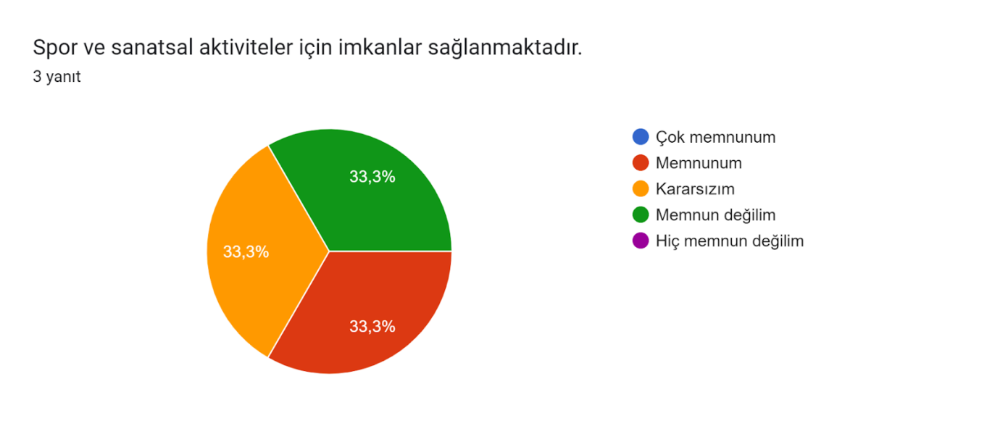 Spor ve sanatsal aktiviteler için imkanlar sağlanmaktadır.
3 yanıt
33,3%
33,3%
33,3%
Çok memnunum
Memnunum
Kararsızım
Memnun değilim
Hiç memnun değilim